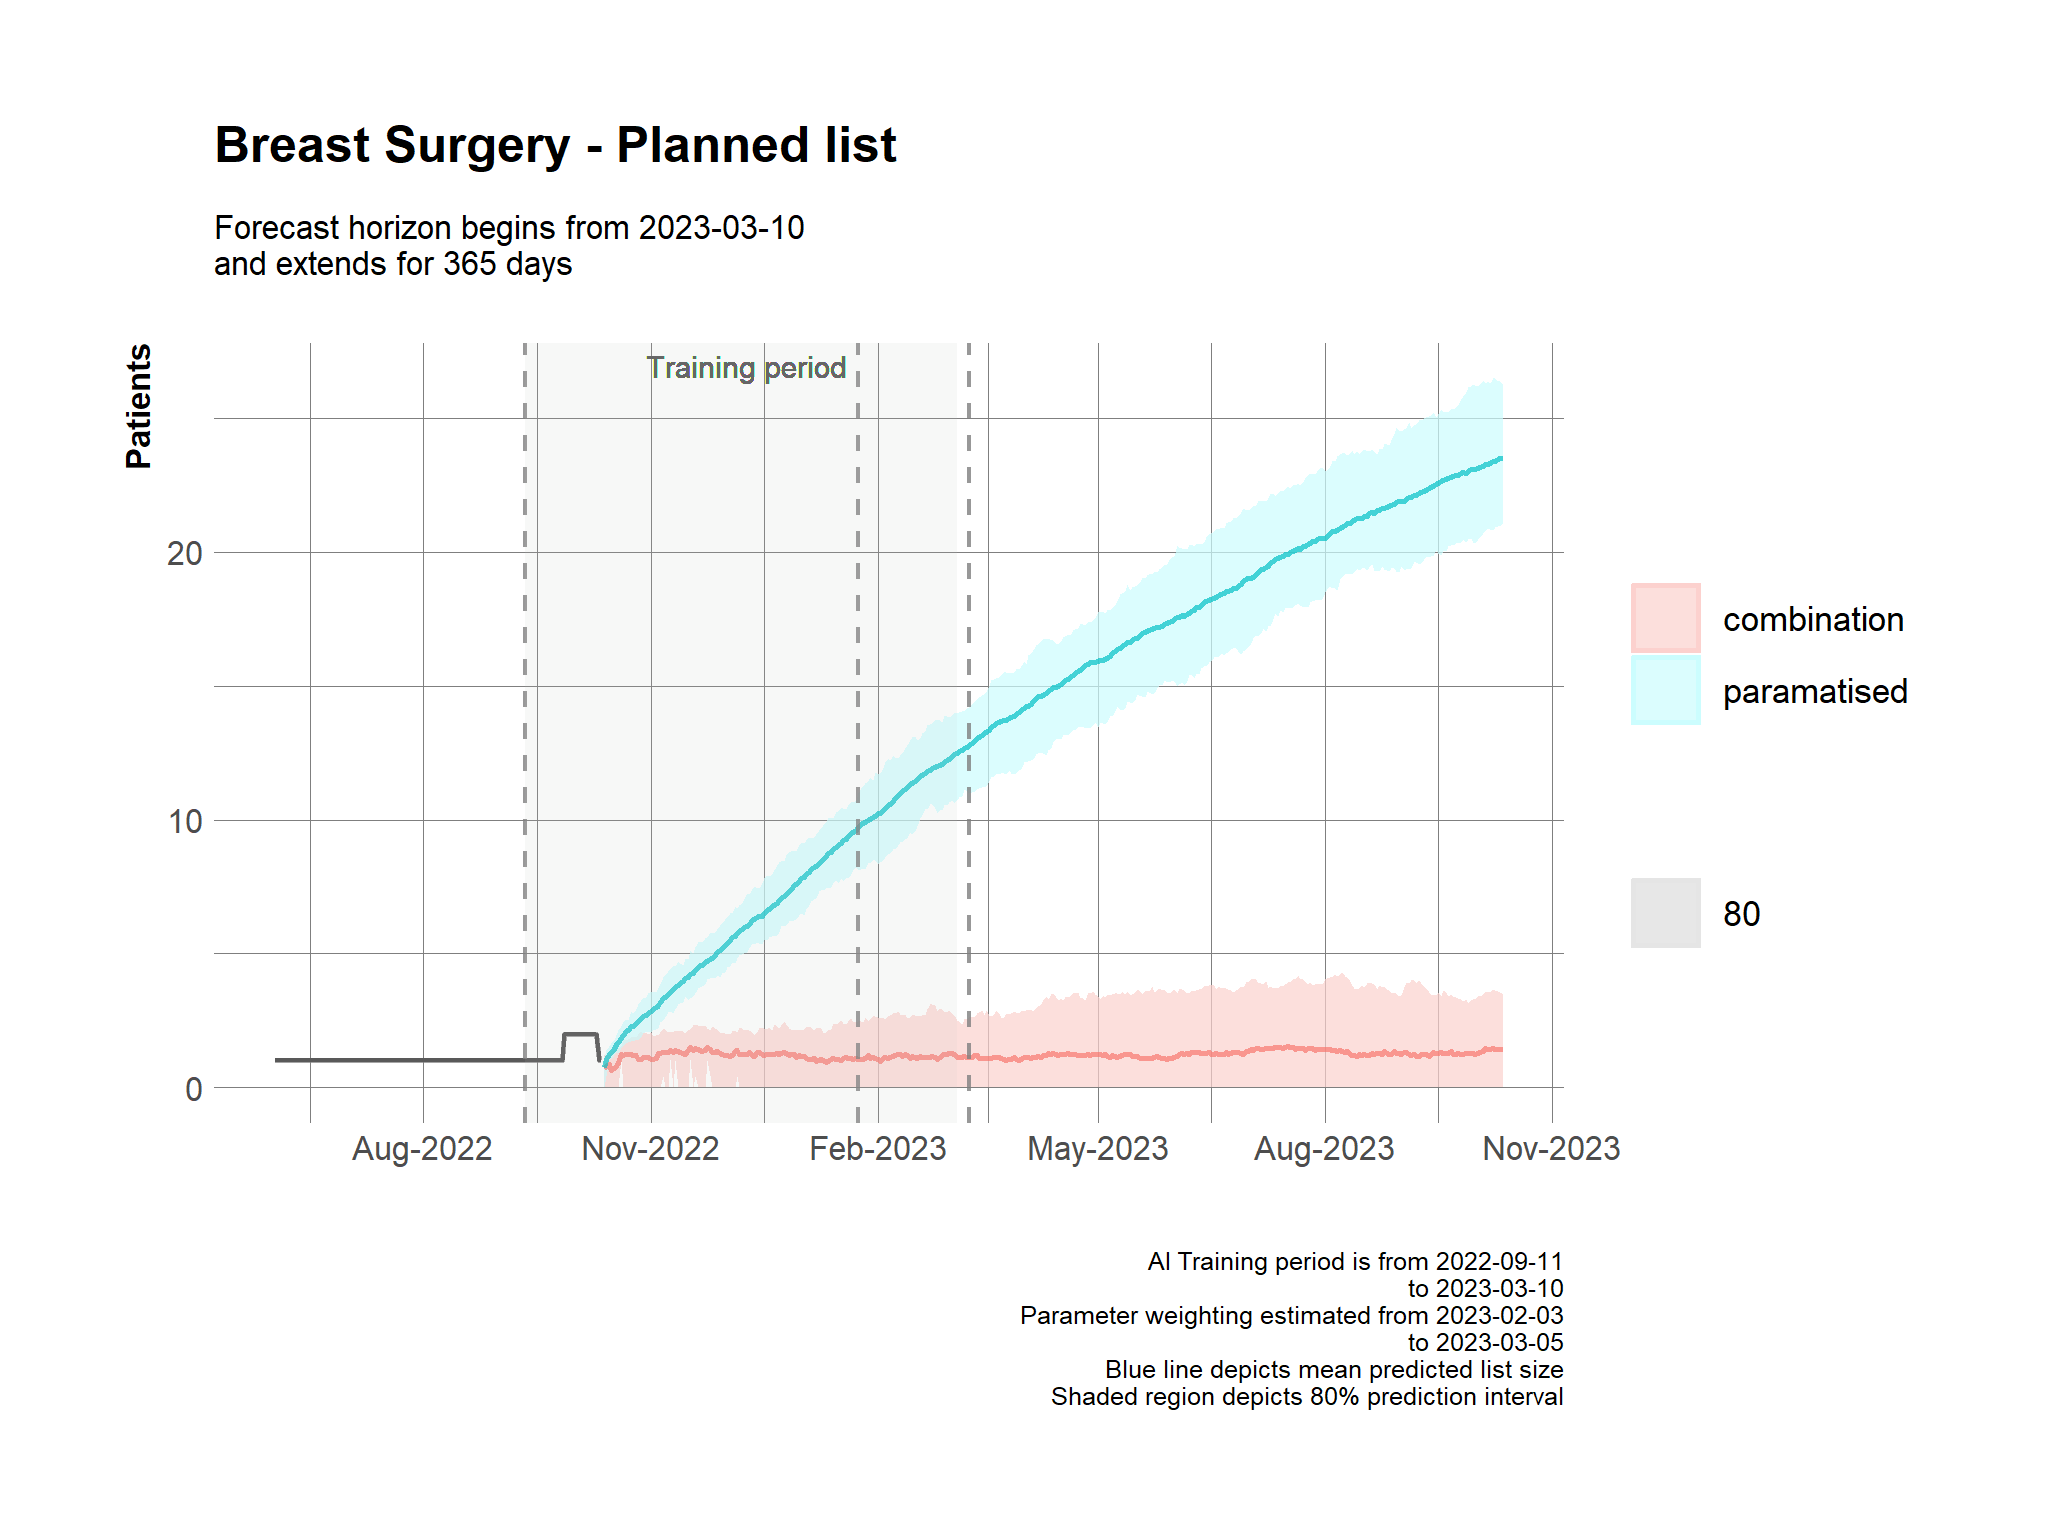 Breast Surgery - Planned list
Forecast horizon begins from 2023-03-10
and extends for 365 days
Patients
Training period
20
10
0
Aug-2022
Nov-2022
Feb-2023
May-2023
Aug-2023
Nov-2023
combination
paramatised
80
AI Training period is from 2022-09-11
to 2023-03-10
Parameter weighting estimated from 2023-02-03
to 2023-03-05
Blue line depicts mean predicted list size
Shaded region depicts 80% prediction interval